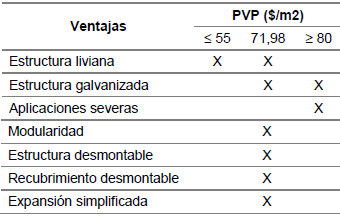 Ventajas PVP ($/m2)
≤ 55 71,98 ≥ 80
Estructura liviana X X
Estructura galvanizada X X
Aplicaciones severas X
Modularidad X
Estructura desmontable X
Recubrimiento desmontable X
Expansión simplificada X